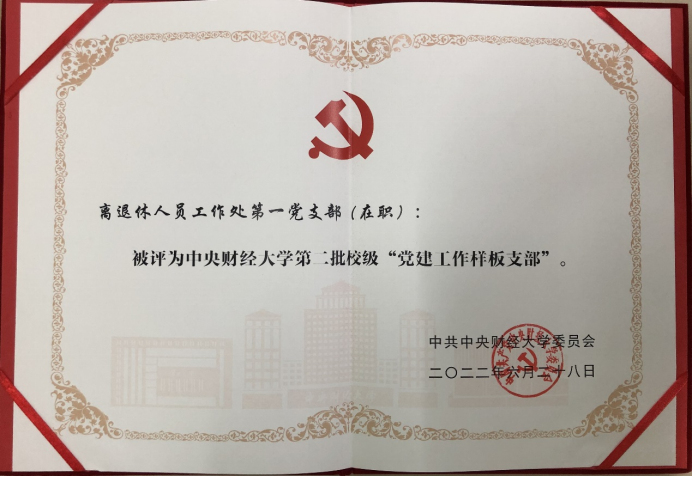 离退休人员工作处第一党支部（在职）：
被评为中央财经大学第二批校级“党建工作样板支部”。
中共中央财经大学委员会
二〇二二年六月二十八日